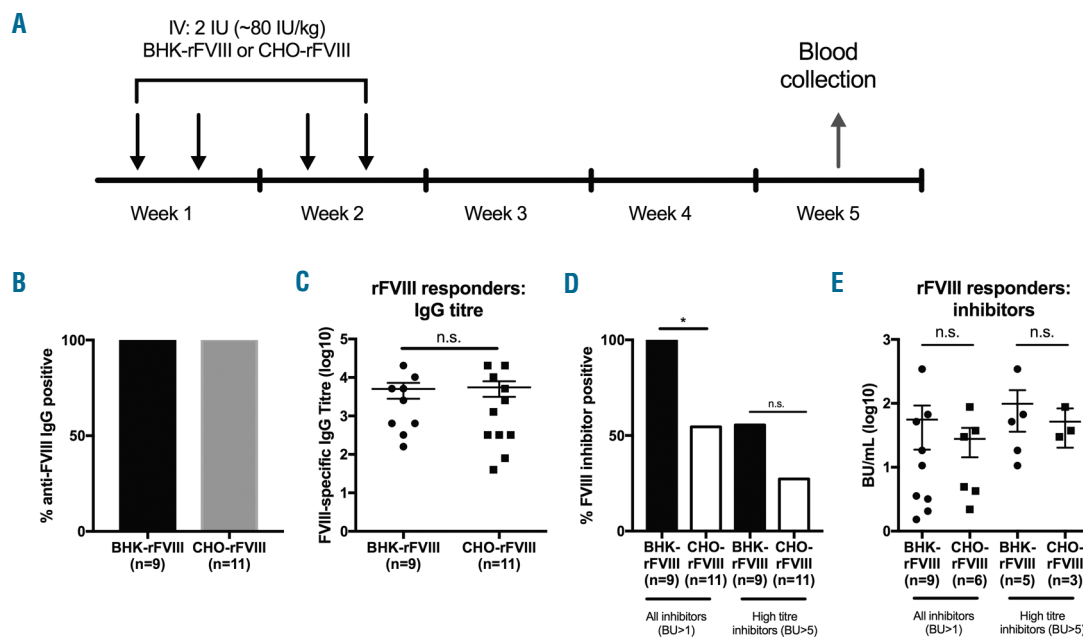 A
IV: 2 IU (~80 IU/kg)
BHK-rFVIII or CHO-rFVIII
Blood
collection
Week 1
Week 2
Week 3
Week 4
Week 5
B
% anti-FVIII IgG positive
100
50
0
BHK-rFVIII
(n=9)
CHO-rFVIII
(n=11)
C
rFVIII responders:
IgG titre
n.s.
FVIII-specific IgG Titre (log10)
5
4
3
2
1
0
BHK-rFVIII
(n=9)
CHO-rFVIII
(n=11)
D
*
n.s.
% FVIII inhibitor positive
100
50
0
BHK-
rFVIII
(n=9)
CHO-
rFVIII
(n=11)
BHK-
rFVIII
(n=9)
CHO-
rFVIII
(n=11)
All inhibitors
(BU>1)
High titre
inhibitors (BU>5)
E
rFVIII responders:
inhibitors
n.s.
n.s.
BU/mL (log10)
3
2
1
0
BHK-
rFVIII
(n=9)
CHO-
rFVIII
(n=6)
BHK-
rFVIII
(n=5)
CHO-
rFVIII
(n=3)
All inhibitors
(BU>1)
High titre
inhibitors (BU>5)